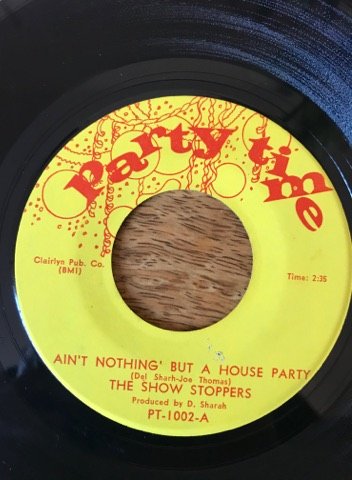 Party time
Clairlyn Pub. Co.
(BMI)
Time: 2:35
AIN'T NOTHING' BUT A HOUSE PARTY
(Del Sharh-Joe Thomas)
THE SHOW STOPPERS
Produced by D. Sharah
PT-1002-A